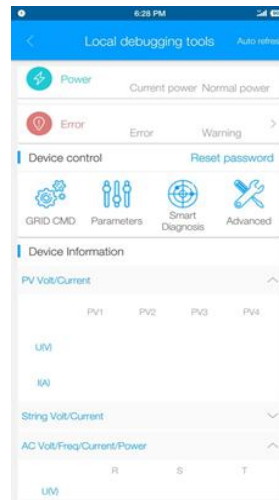 6:28 PM
Local debugging tools
Auto refres
Power
Current power Normal power
Error
Error Warning
Device control Reset password
GRID CMD Parameters Smart Diagnosis Advanced
Device Information
PV Volt/Current
PV1 PV2 PV3 PV4
U(V)
I(A)
String Volt/Current
AC Volt/Freq/Current/Power
R S T
U(V)